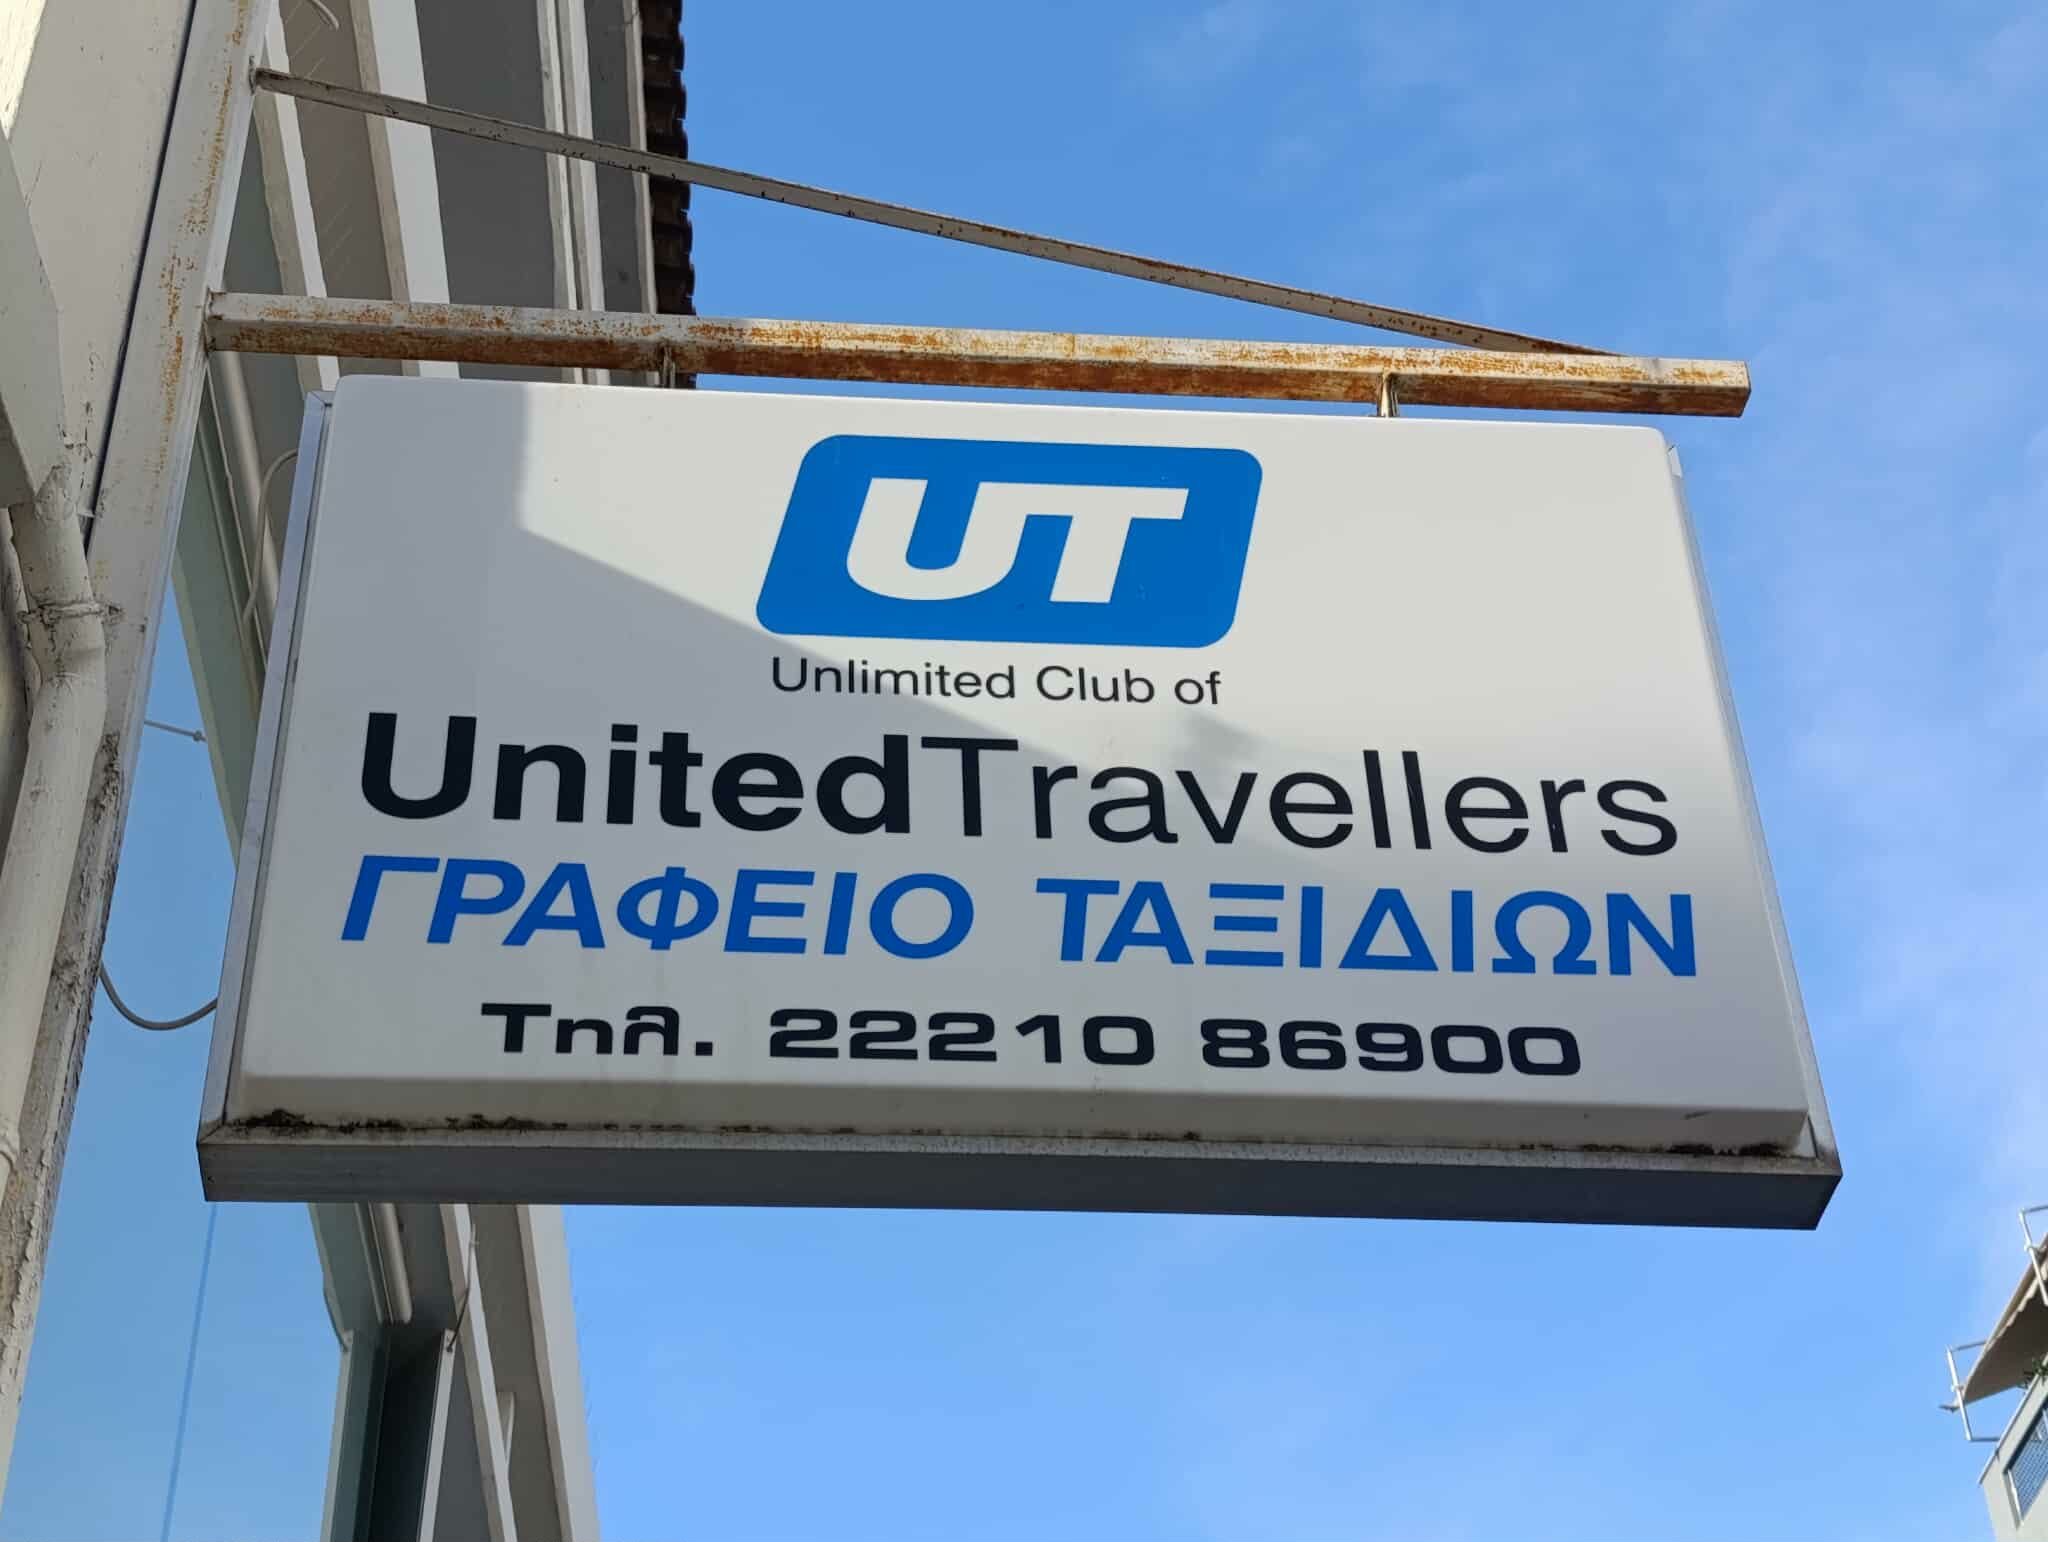 UT
Unlimited Club of
UnitedTravellers
ΓΡΑΦΕΙΟ ΤΑΞΙΔΙΩΝ
Τηλ. 22210 86900